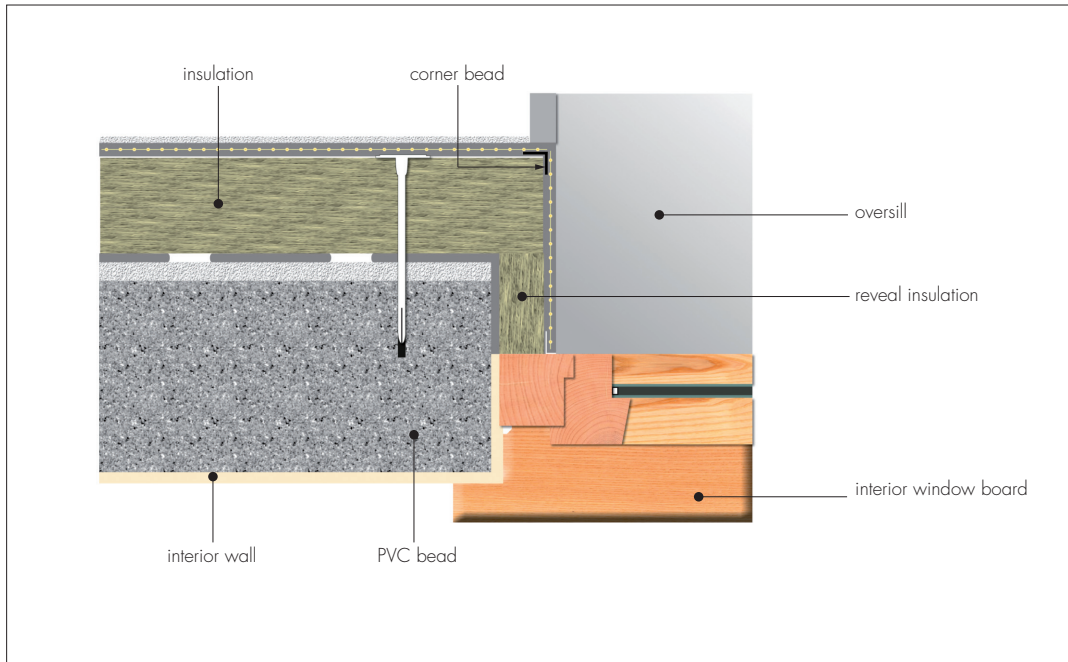 insulation
corner bead
oversill
reveal insulation
interior window board
interior wall
PVC bead